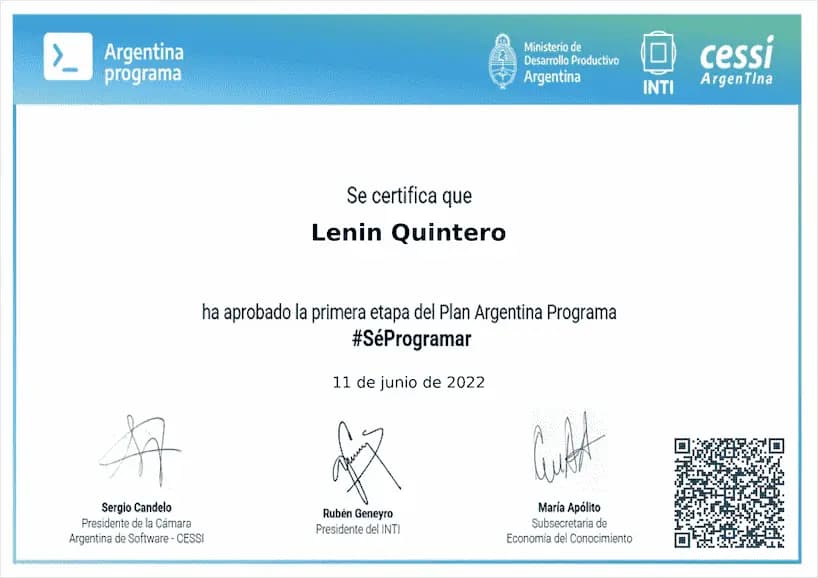 Argentina
programa
Ministerio de
Desarrollo Productivo
Argentina
INTI
cessi
ArgenTIna
Se certifica que
Lenin Quintero
ha aprobado la primera etapa del Plan Argentina Programa
#SéProgramar
11 de junio de 2022
Sergio Candelo
Presidente de la Cámara
Argentina de Software - CESSI
Rubén Geneyro
Presidente del INTI
María Apólito
Subsecretaria de
Economía del Conocimiento